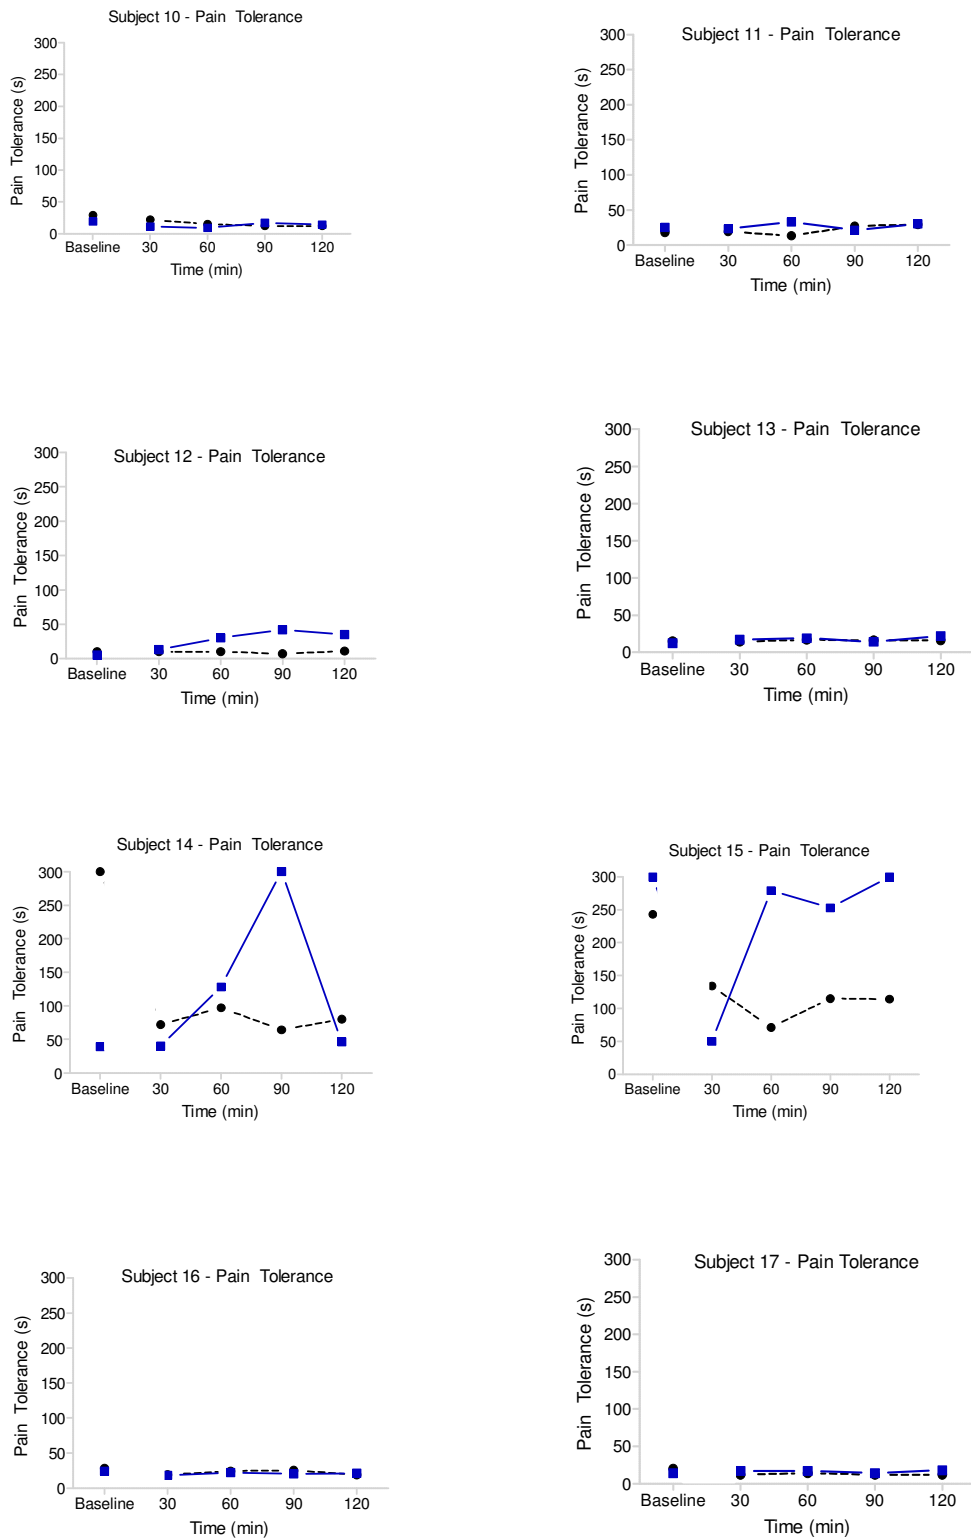 Subject 10 - Pain Tolerance
300
250
200
150
100
50
0
Pain Tolerance (s)
Baseline 30 60 90 120
Time (min)
Subject 11 - Pain Tolerance
300
250
200
150
100
50
0
Pain Tolerance (s)
Baseline 30 60 90 120
Time (min)
Subject 12 - Pain Tolerance
300
250
200
150
100
50
0
Pain Tolerance (s)
Baseline 30 60 90 120
Time (min)
Subject 13 - Pain Tolerance
300
250
200
150
100
50
0
Pain Tolerance (s)
Baseline 30 60 90 120
Time (min)
Subject 14 - Pain Tolerance
300
250
200
150
100
50
0
Pain Tolerance (s)
Baseline 30 60 90 120
Time (min)
Subject 15 - Pain Tolerance
300
250
200
150
100
50
0
Pain Tolerance (s)
Baseline 30 60 90 120
Time (min)
Subject 16 - Pain Tolerance
300
250
200
150
100
50
0
Pain Tolerance (s)
Baseline 30 60 90 120
Time (min)
Subject 17 - Pain Tolerance
300
250
200
150
100
50
0
Pain Tolerance (s)
Baseline 30 60 90 120
Time (min)